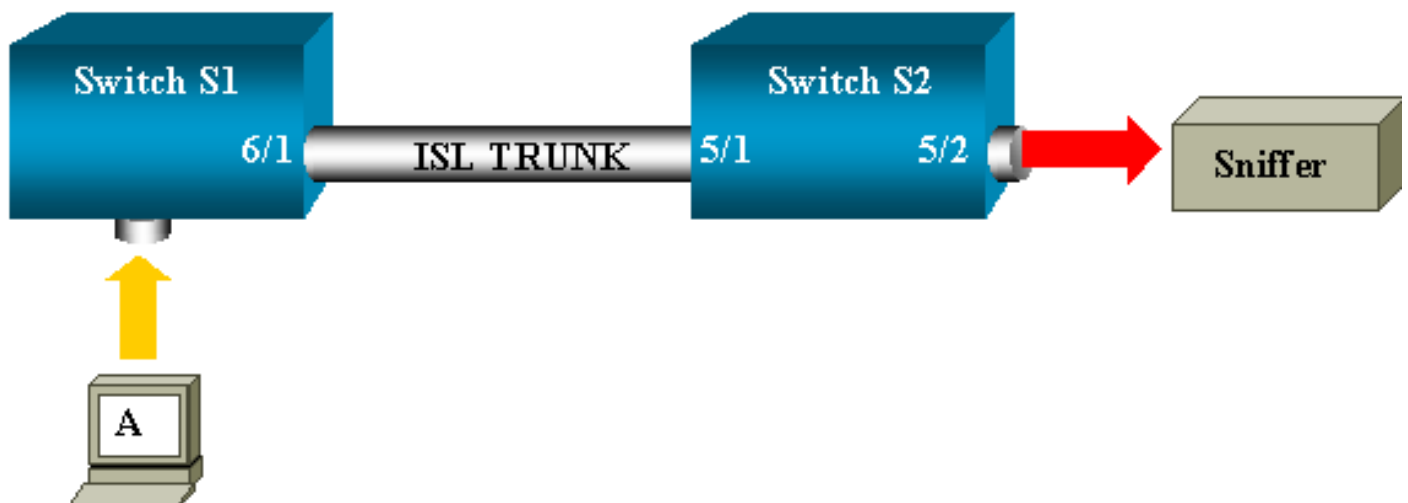 Switch S1
Switch S2
6/1
ISL TRUNK
5/1
5/2
Sniffer
A